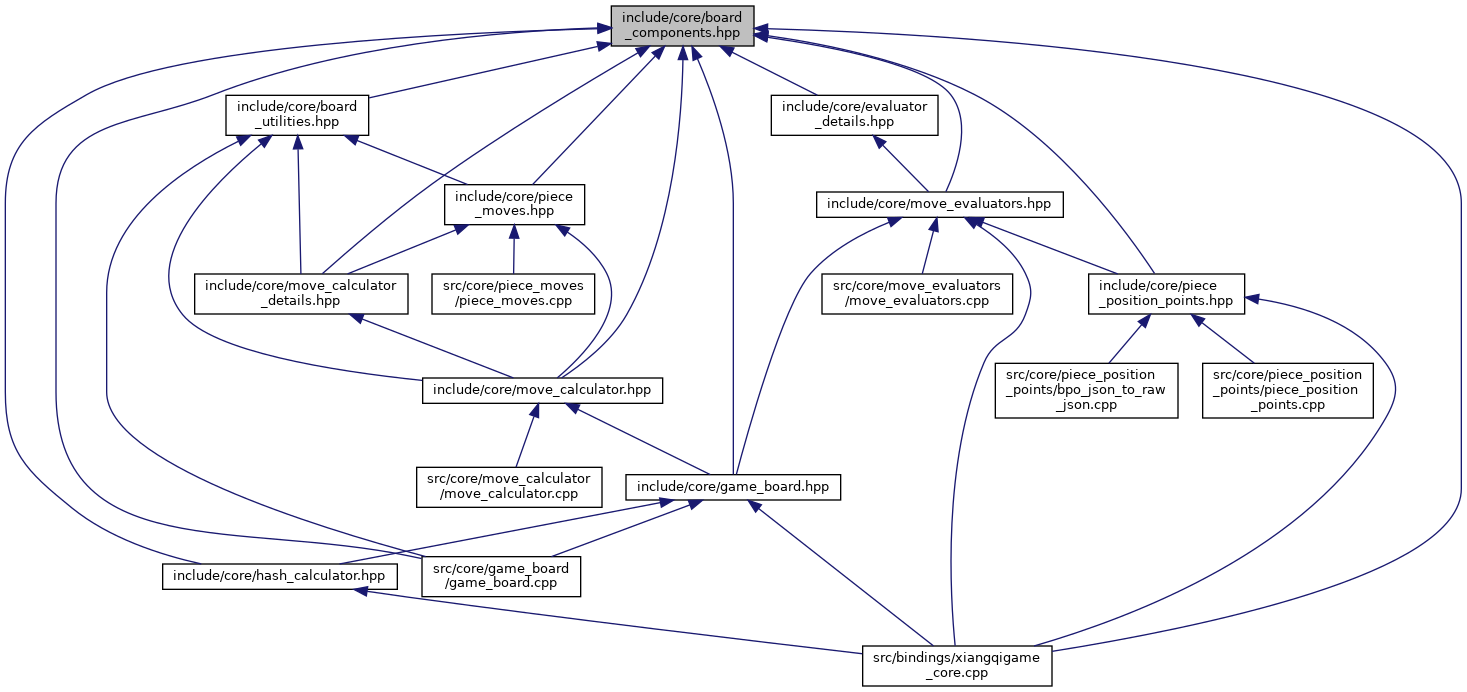 include/core/board
_components.hpp
include/core/board
_utilities.hpp
include/core/evaluator
_details.hpp
include/core/piece
_moves.hpp
include/core/move_evaluators.hpp
include/core/move_calculator
_details.hpp
src/core/piece_moves
/piece_moves.cpp
src/core/move_evaluators
/move_evaluators.cpp
include/core/piece
_position_points.hpp
include/core/move_calculator.hpp
src/core/piece_position
_points/bpo_json_to_raw
_json.cpp
src/core/piece_position
_points/piece_position
_points.cpp
src/core/move_calculator
/move_calculator.cpp
include/core/game_board.hpp
include/core/hash_calculator.hpp
src/core/game_board
/game_board.cpp
src/bindings/xiangqigame
_core.cpp